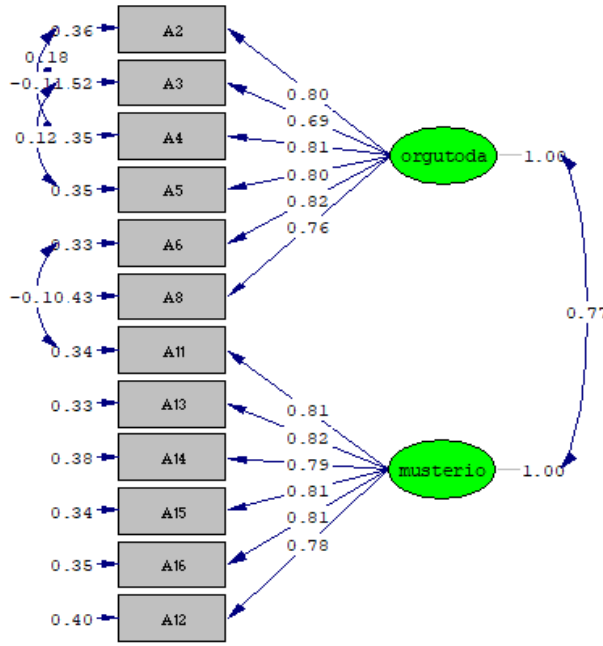 0.36 A2
0.18
0.80
-0.11 .52 A3
0.69
0.12 .35 A4
0.81
orgutoda 1.00
0.35 A5
0.80
0.82
0.33 A6
0.76
-0.10 0.43 A8
0.77
0.34 A11
0.81
0.33 A13
0.82
0.38 A14
0.79
musterio 1.00
0.34 A15
0.81
0.81
0.35 A16
0.78
0.40 A12